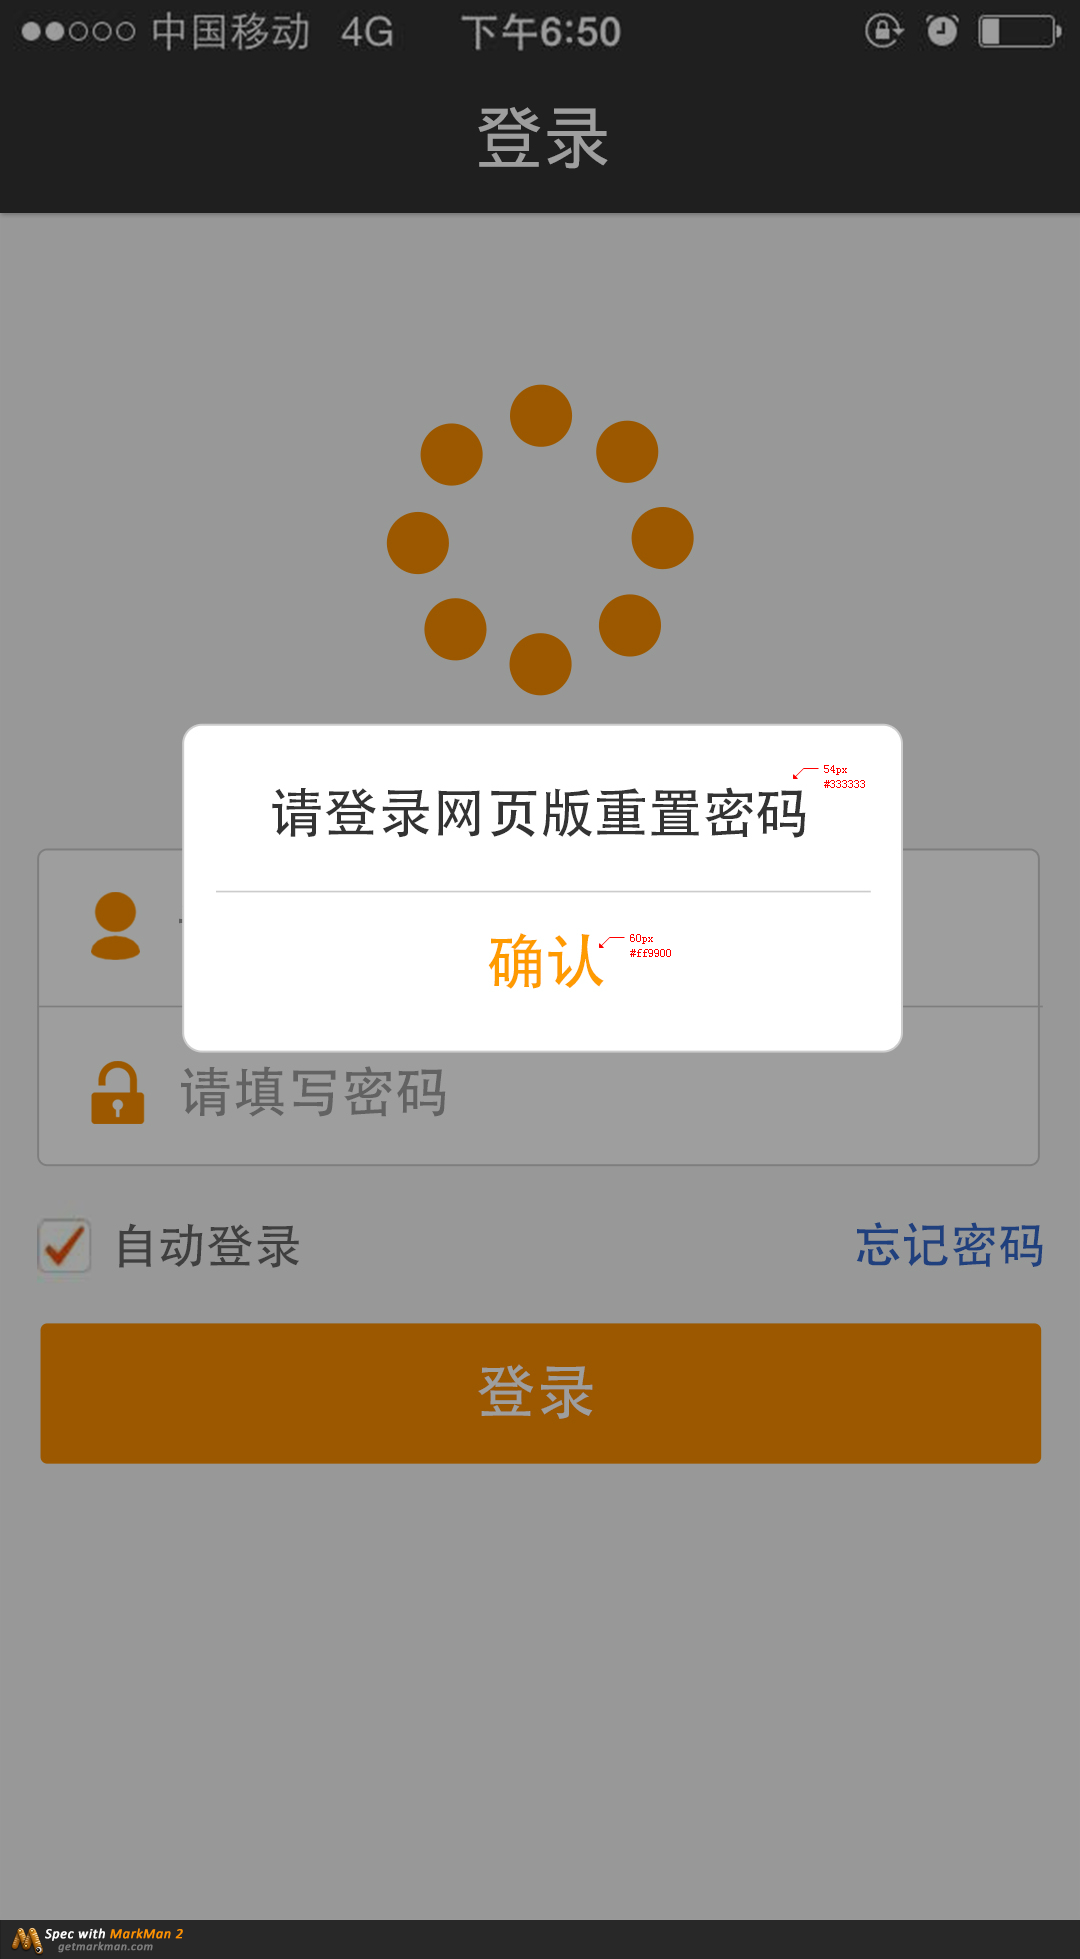 中国移动 4G 下午6:50
登录
请登录网页版重置密码
54px
#333333
确认
60px
#ff9900
请填写密码
自动登录 忘记密码
登录
Spec with MarkMan 2
getmarkman.com